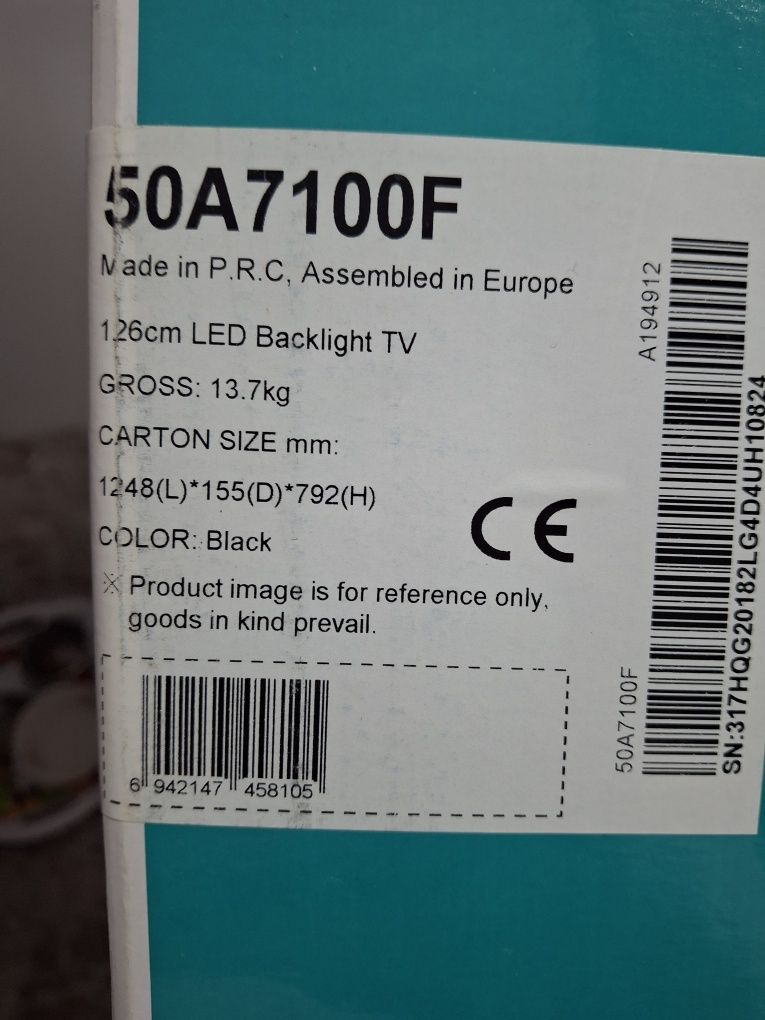 50A7100F
Made in P.R.C, Assembled in Europe
126cm LED Backlight TV
GROSS: 13.7kg
CARTON SIZE mm:
1248(L)*155(D)*792(H)
COLOR: Black
CE
※ Product image is for reference only,
goods in kind prevail.
6 942147 458105
A194912
50A7100F
SN:317HQG20182LG4D4UH10824